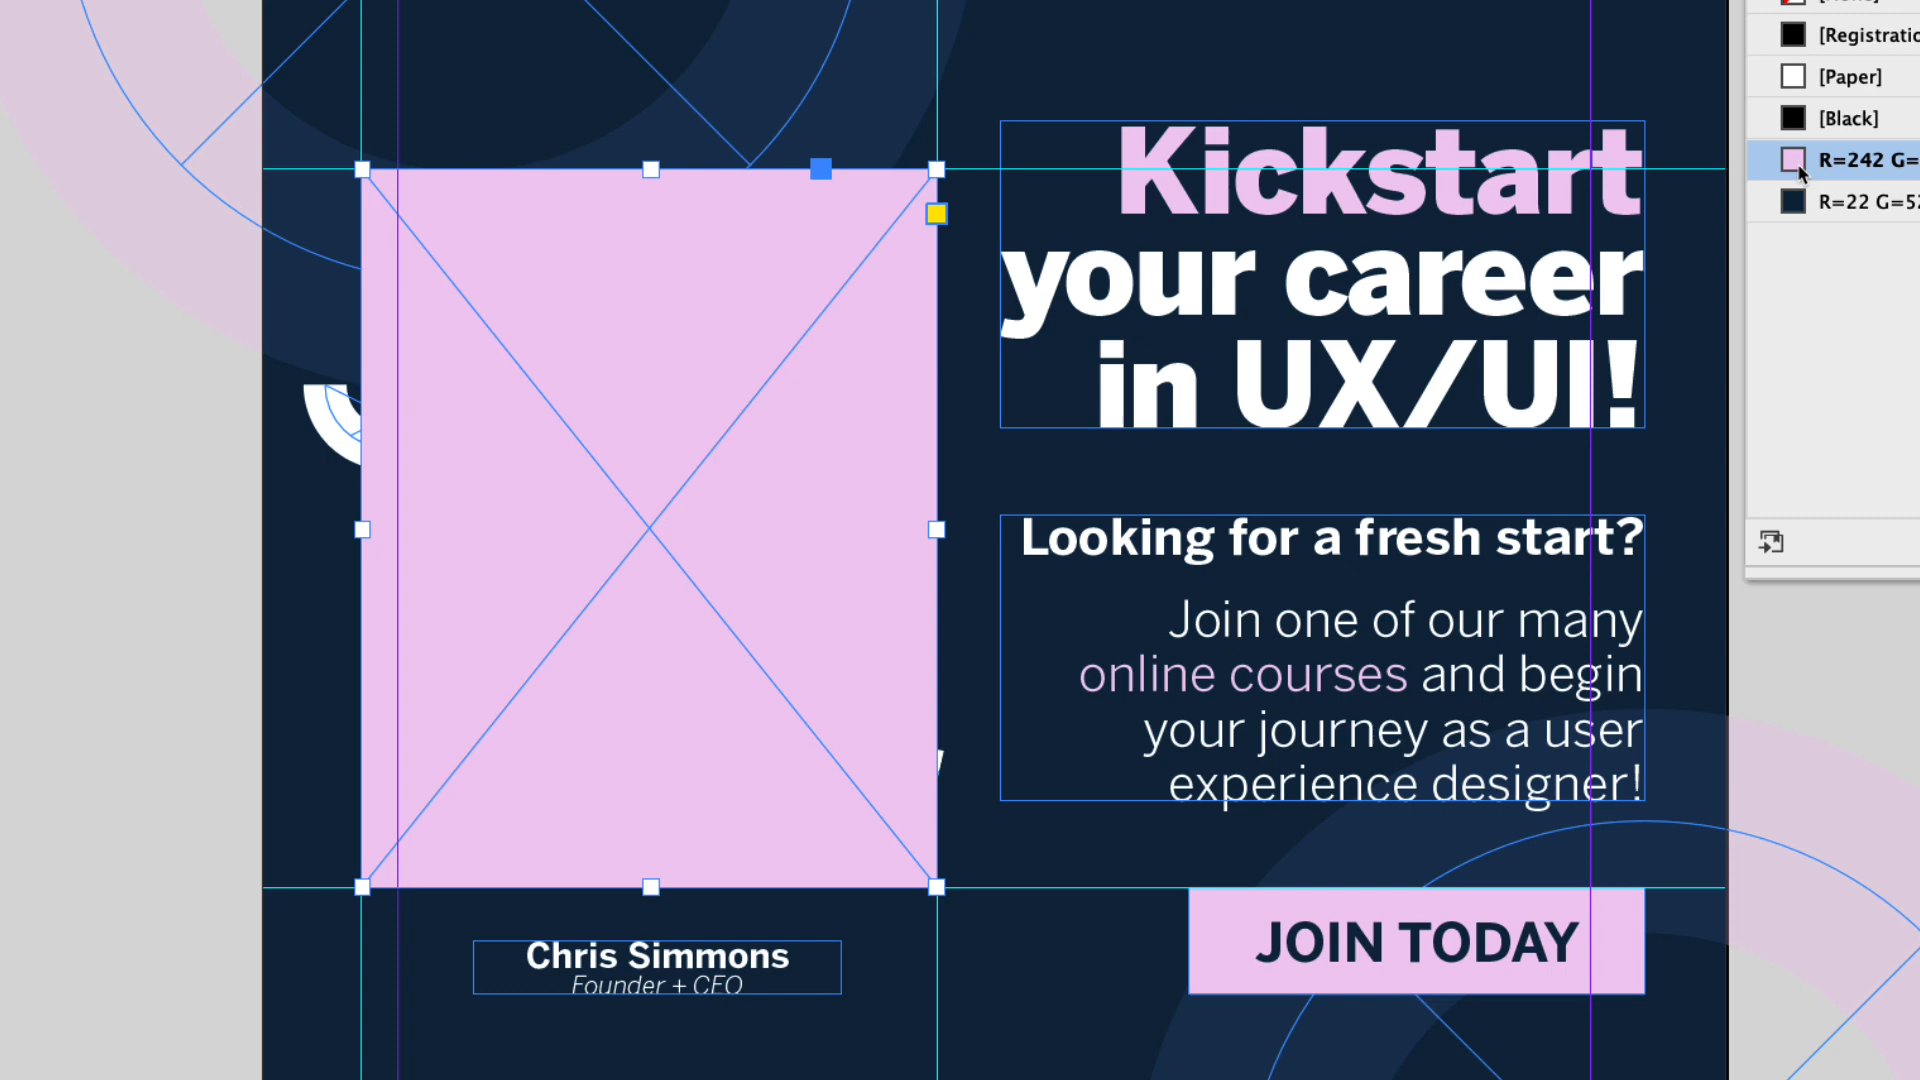 [Registratio
[Paper]
[Black]
R=242 G=
R=22 G=52
Kickstart
your career
in UX/UI!
Looking for a fresh start?
Join one of our many
online courses and begin
your journey as a user
experience designer!
JOIN TODAY
Chris Simmons
Founder + CEO